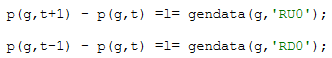 p(g,t+1) - p(g,t) =l= gendata(g,'RU0');
p(g,t-1) - p(g,t) =l= gendata(g,'RD0');